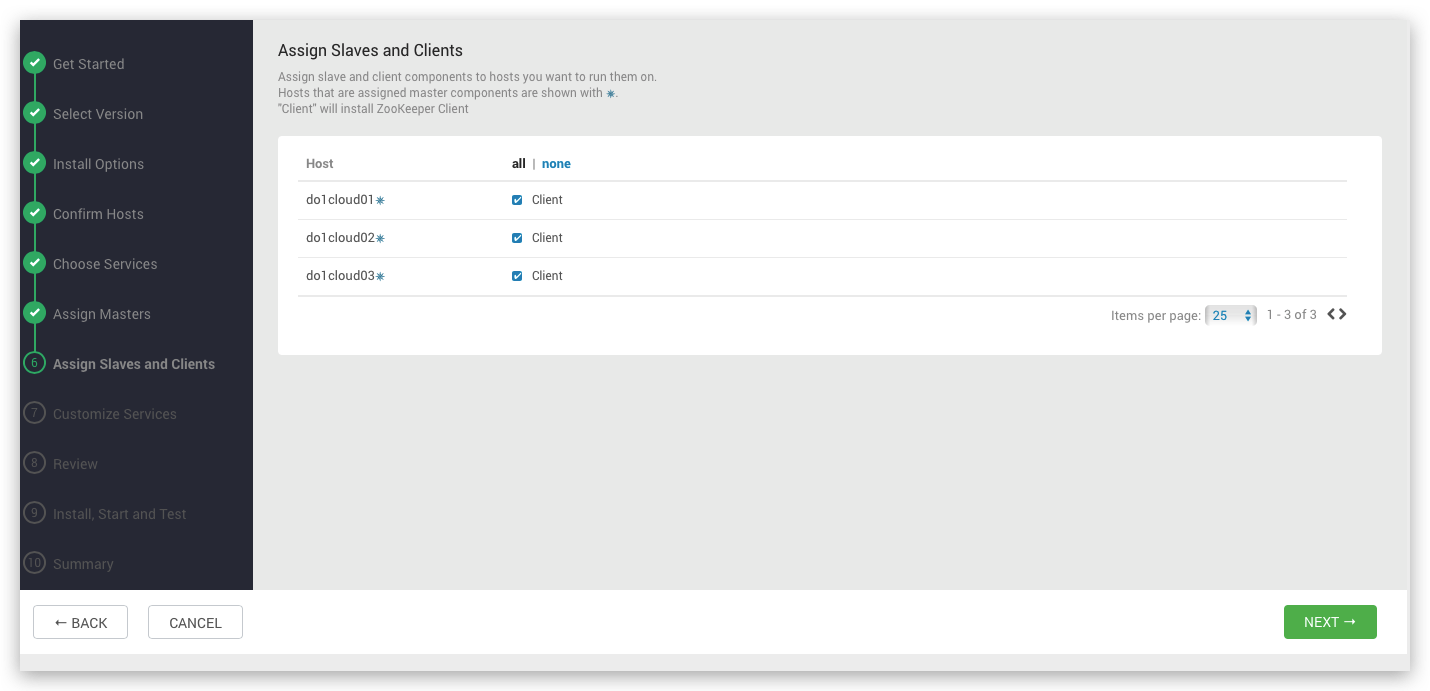 Get Started
Select Version
Install Options
Confirm Hosts
Choose Services
Assign Masters
6 Assign Slaves and Clients
7 Customize Services
8 Review
9 Install, Start and Test
10 Summary
Assign Slaves and Clients
Assign slave and client components to hosts you want to run them on.
Hosts that are assigned master components are shown with ✷.
"Client" will install ZooKeeper Client
Host all | none
do1cloud01✷ Client
do1cloud02✷ Client
do1cloud03✷ Client
Items per page: 25 1 - 3 of 3
← BACK CANCEL NEXT →